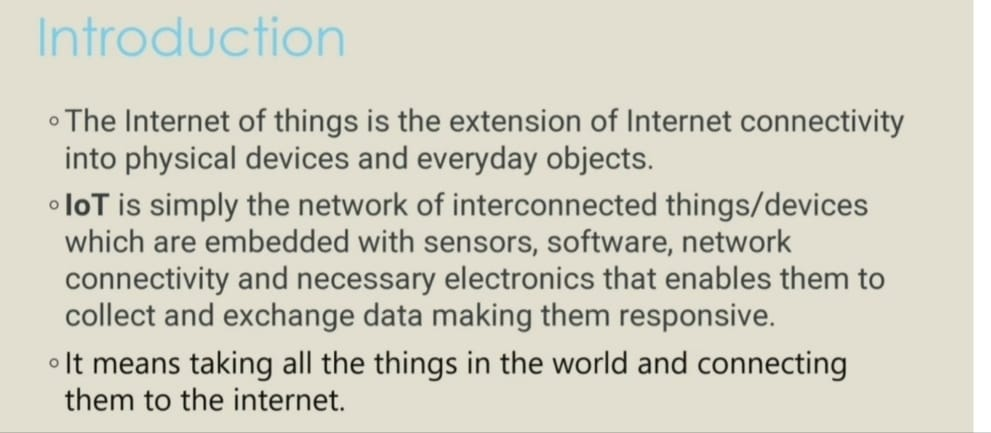 Introduction
◦ The Internet of things is the extension of Internet connectivity
into physical devices and everyday objects.
◦ IoT is simply the network of interconnected things/devices
which are embedded with sensors, software, network
connectivity and necessary electronics that enables them to
collect and exchange data making them responsive.
◦ It means taking all the things in the world and connecting
them to the internet.